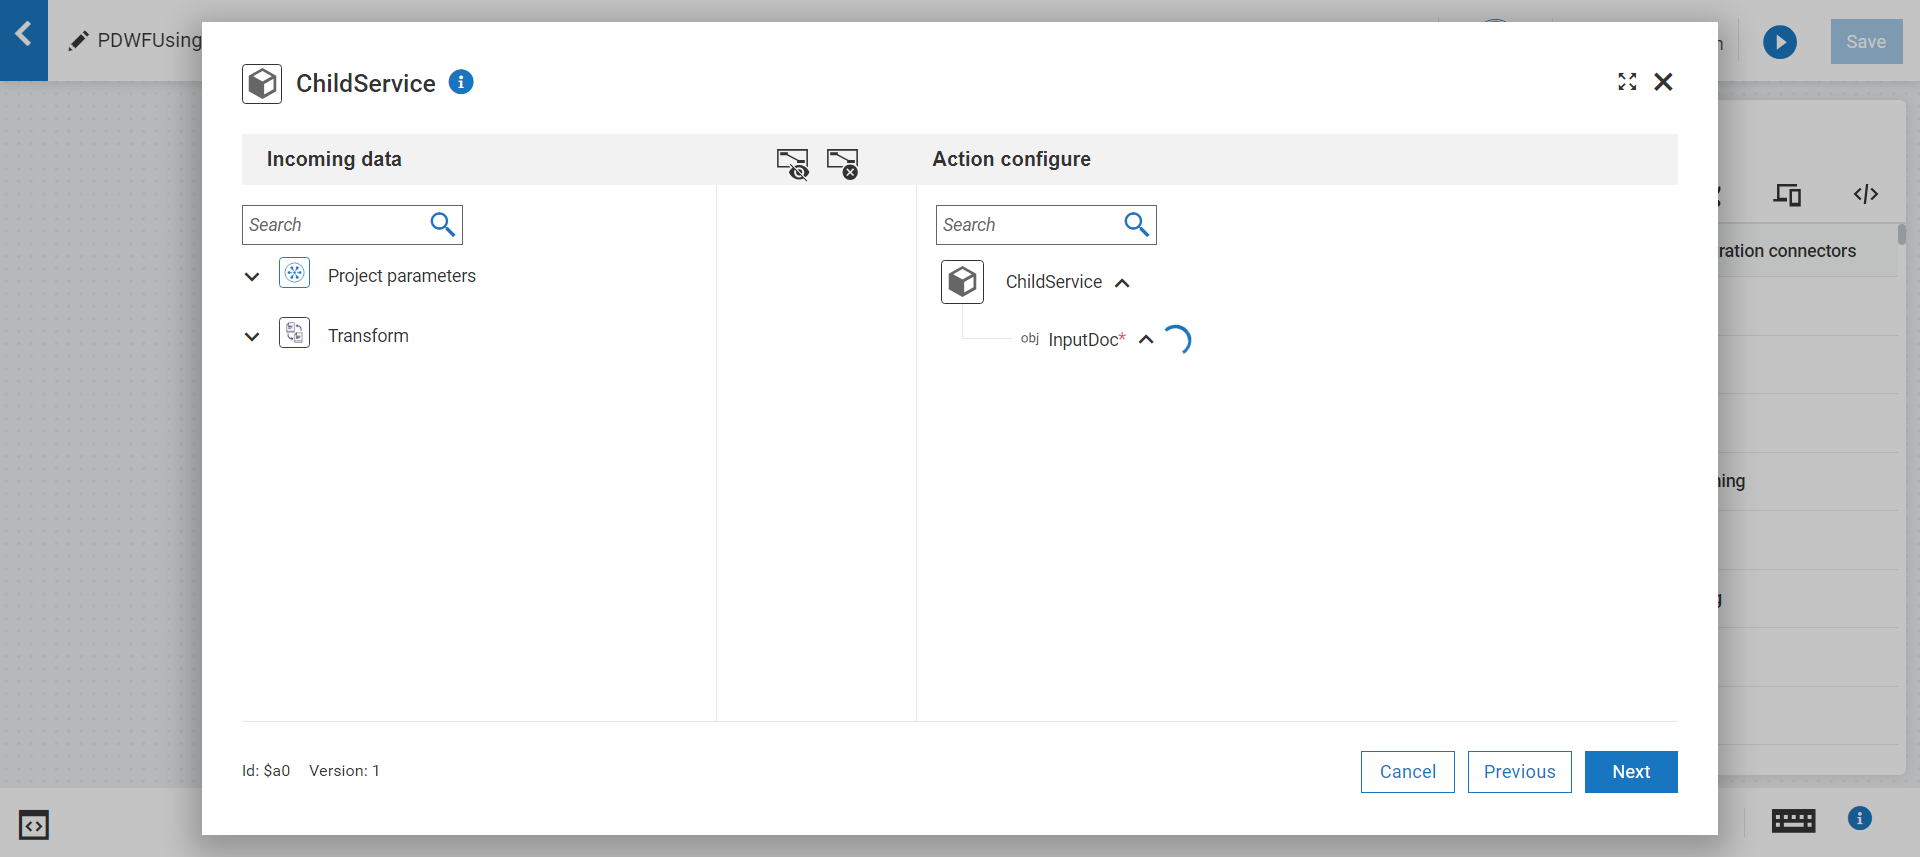 PDWFUsing
Save
ChildService
Incoming data
Action configure
Search
Search
Project parameters
ChildService
Transform
obj InputDoc*
ration connectors
Id: $a0 Version: 1
Cancel
Previous
Next